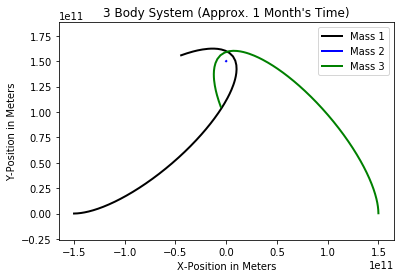 3 Body System (Approx. 1 Month's Time)
1e11
Mass 1
Mass 2
Mass 3
Y-Position in Meters
1.75
1.50
1.25
1.00
0.75
0.50
0.25
0.00
−0.25
−1.5 −1.0 −0.5 0.0 0.5 1.0 1.5
1e11
X-Position in Meters